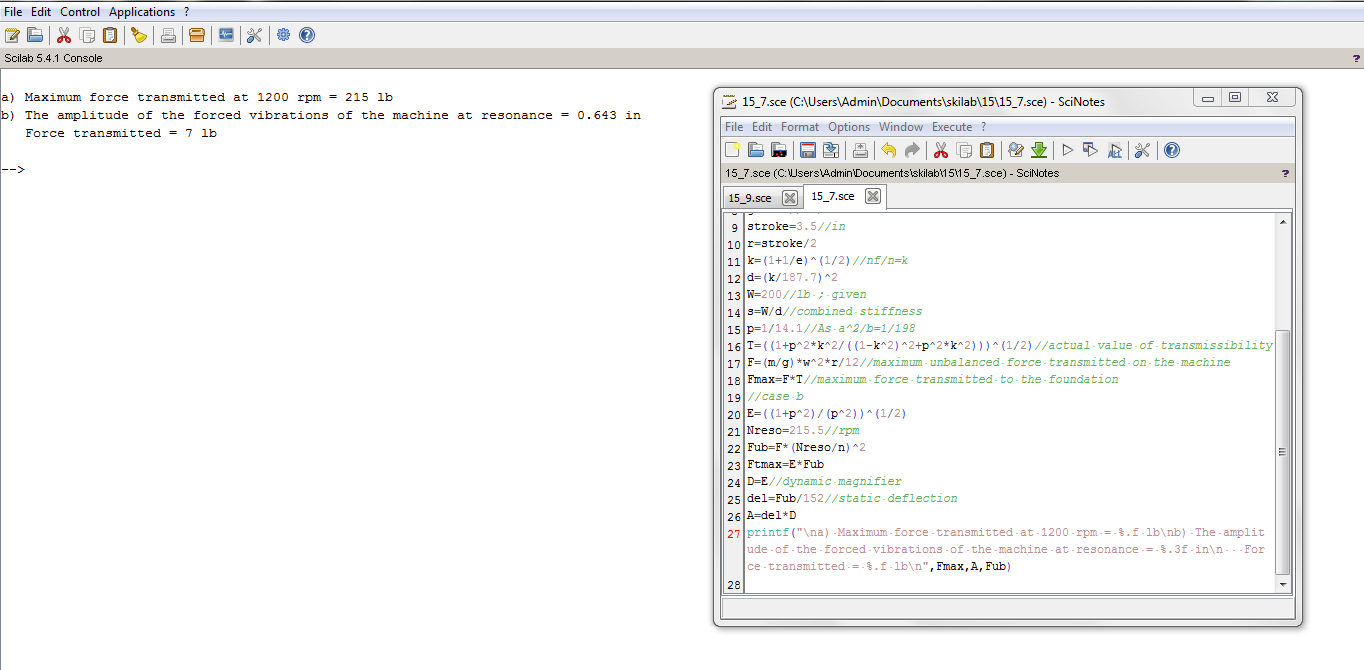 File Edit Control Applications ?
Scilab 5.4.1 Console
?
a) Maximum force transmitted at 1200 rpm = 215 lb
b) The amplitude of the forced vibrations of the machine at resonance = 0.643 in
Force transmitted = 7 lb
-->
15_7.sce (C:\Users\Admin\Documents\skilab\15\15_7.sce) - SciNotes
File Edit Format Options Window Execute ?
15_7.sce (C:\Users\Admin\Documents\skilab\15\15_7.sce) - SciNotes
?
15_9.sce 15_7.sce
9 stroke=3.5//in
10 r=stroke/2
11 k=(1+1/e)^(1/2)//nf/n=k
12 d=(k/187.7)^2
13 W=200//lb ; given
14 s=W/d//combined stiffness
15 p=1/14.1//As a^2/b=1/198
16 T=((1+p^2*k^2/((1-k^2)^2+p^2*k^2)))^(1/2)//actual value of transmissibility
17 F=(m/g)*w^2*r/12//maximum unbalanced force transmitted on the machine
18 Fmax=F*T//maximum force transmitted to the foundation
19 //case b
20 E=((1+p^2)/(p^2))^(1/2)
21 Nreso=215.5//rpm
22 Fub=F*(Nreso/n)^2
23 Ftmax=E*Fub
24 D=E//dynamic magnifier
25 del=Fub/152//static deflection
26 A=del*D
27 printf("\na) Maximum force transmitted at 1200 rpm = %.f lb\nb) The amplit
ude of the forced vibrations of the machine at resonance = %.3f in\n   For
ce transmitted = %.f lb\n",Fmax,A,Fub)
28